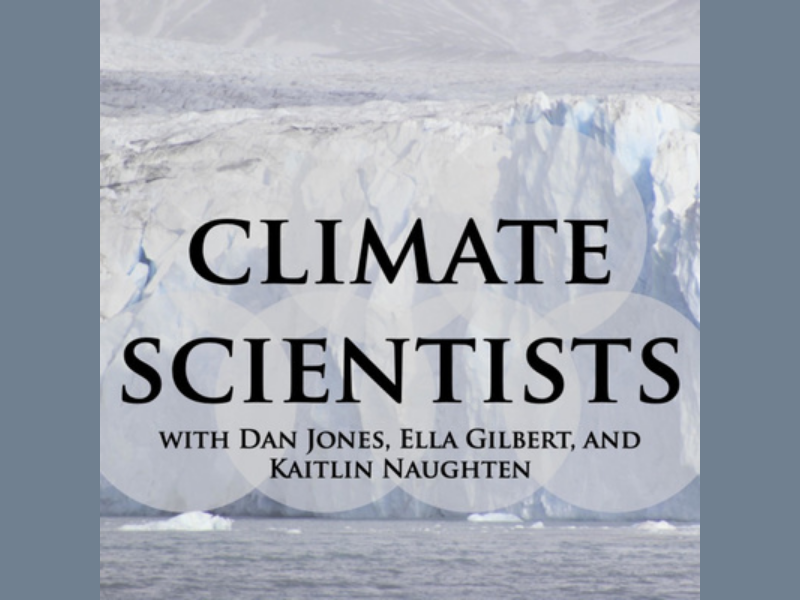 CLIMATE
SCIENTISTS
WITH DAN JONES, ELLA GILBERT, AND
KAITLIN NAUGHTEN